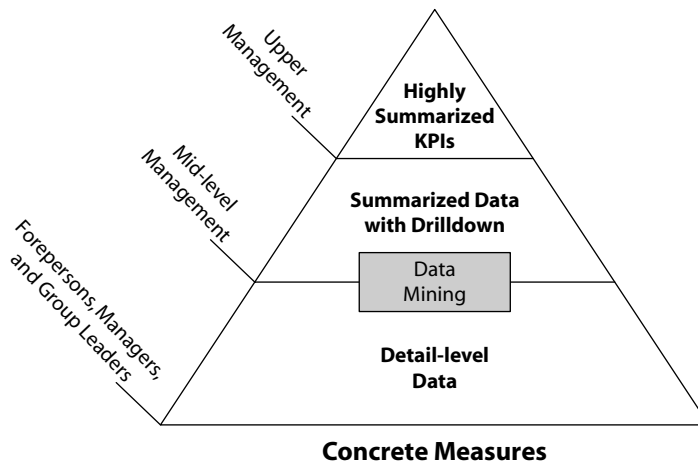 Upper
Management
Highly
Summarized
KPIs
Mid-level
Management
Summarized Data
with Drilldown
Data
Mining
Forepersons, Managers,
and Group Leaders
Detail-level
Data
Concrete Measures